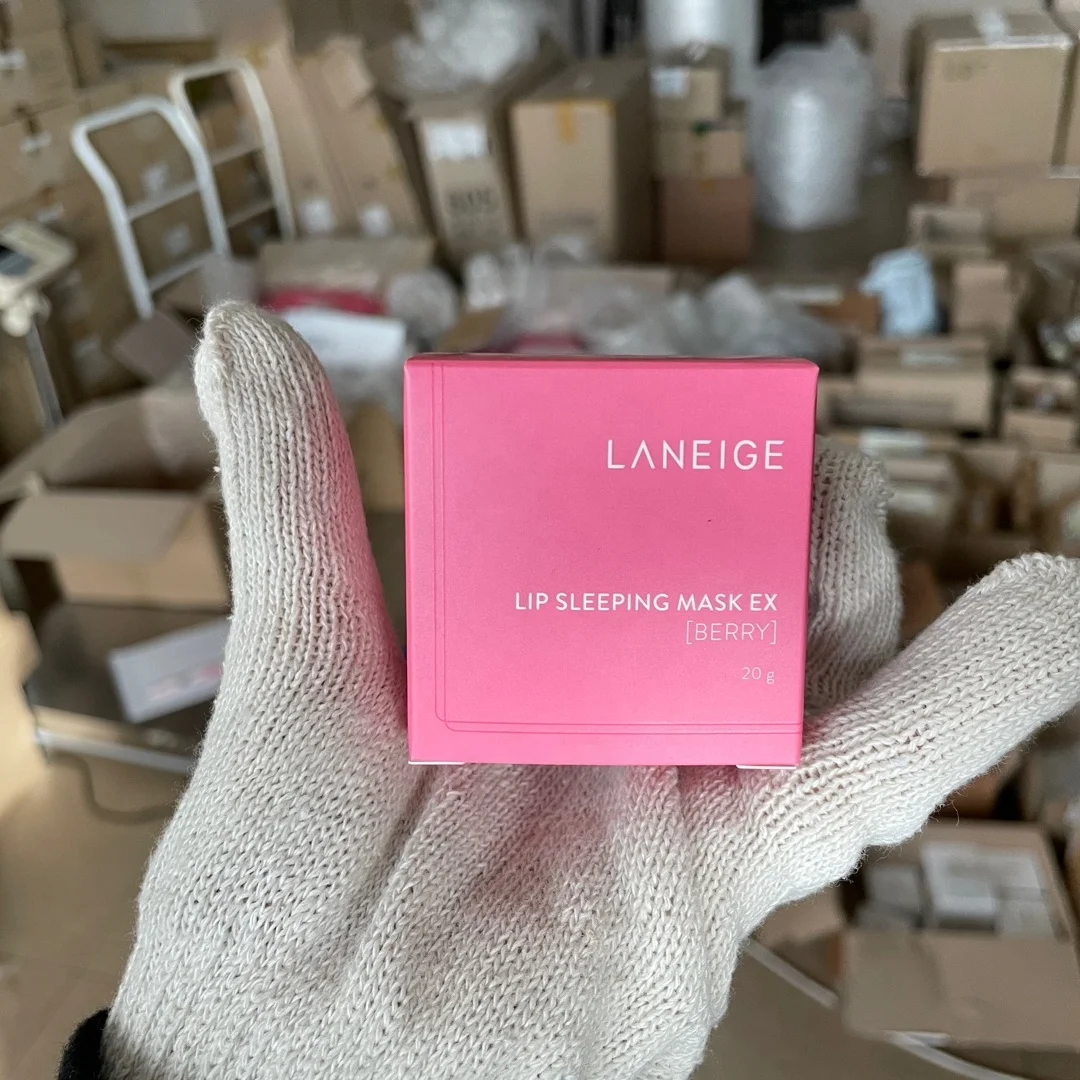 LANEIGE
LIP SLEEPING MASK EX
[BERRY]
20 g